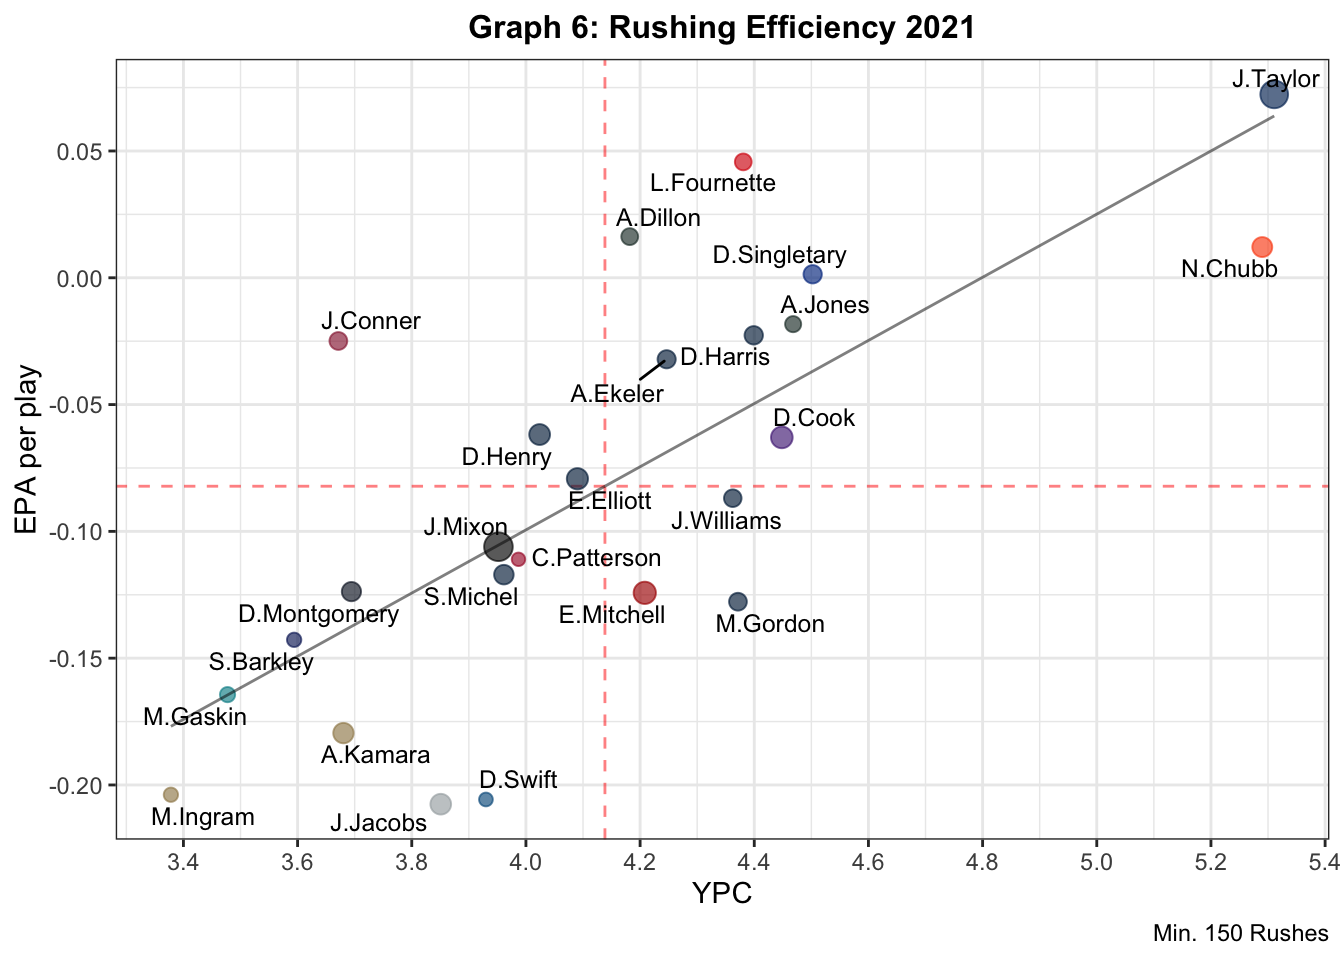 Graph 6: Rushing Efficiency 2021
J.Taylor
0.05
L.Fournette
A.Dillon
D.Singletary
N.Chubb
0.00
A.Jones
J.Conner
D.Harris
A.Ekeler
-0.05
D.Cook
D.Henry
E.Elliott
J.Williams
EPA per play
-0.10
J.Mixon
C.Patterson
S.Michel
E.Mitchell
M.Gordon
D.Montgomery
-0.15
S.Barkley
M.Gaskin
A.Kamara
-0.20
D.Swift
M.Ingram
J.Jacobs
3.4 3.6 3.8 4.0 4.2 4.4 4.6 4.8 5.0 5.2 5.4
YPC
Min. 150 Rushes